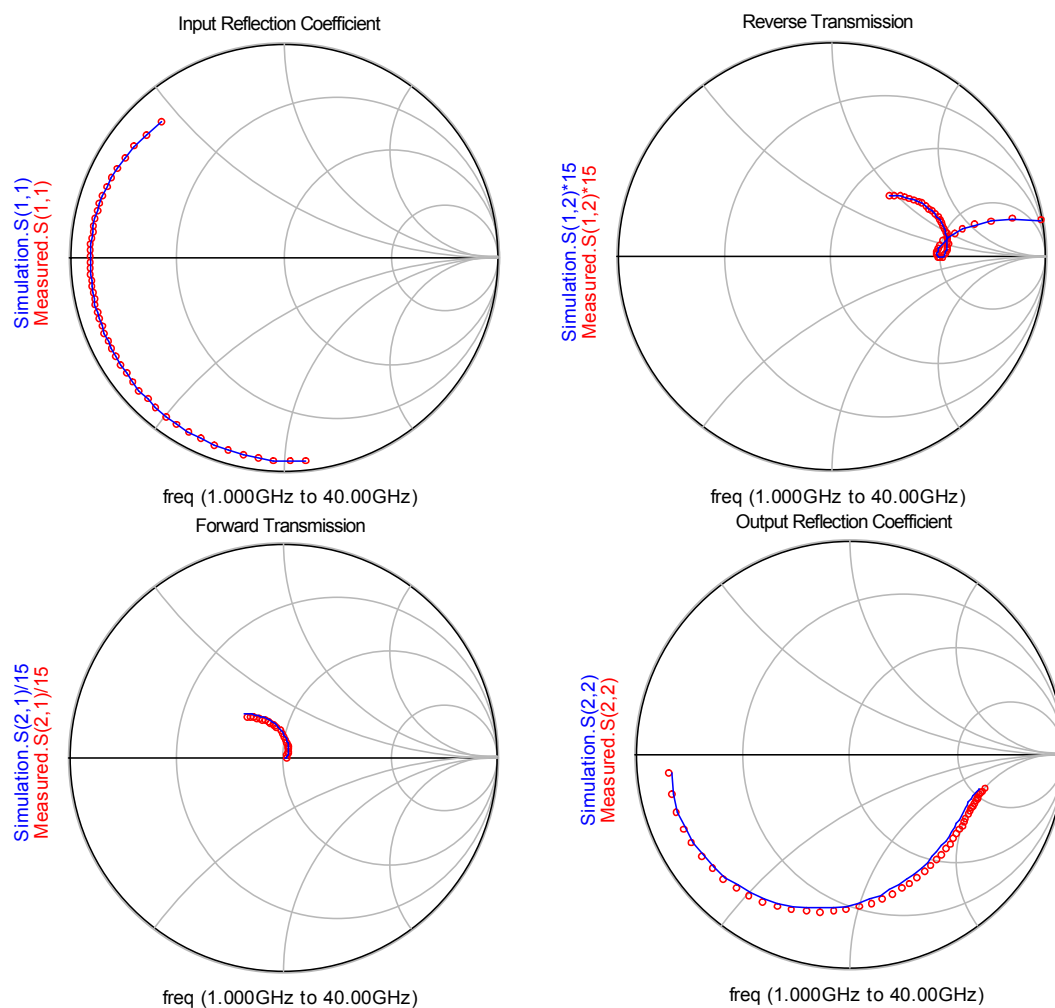 Input Reflection Coefficient
Simulation.S(1,1)
Measured.S(1,1)
freq (1.000GHz to 40.00GHz)
Reverse Transmission
Simulation.S(1,2)*15
Measured.S(1,2)*15
freq (1.000GHz to 40.00GHz)
Forward Transmission
Simulation.S(2,1)/15
Measured.S(2,1)/15
freq (1.000GHz to 40.00GHz)
Output Reflection Coefficient
Simulation.S(2,2)
Measured.S(2,2)
freq (1.000GHz to 40.00GHz)